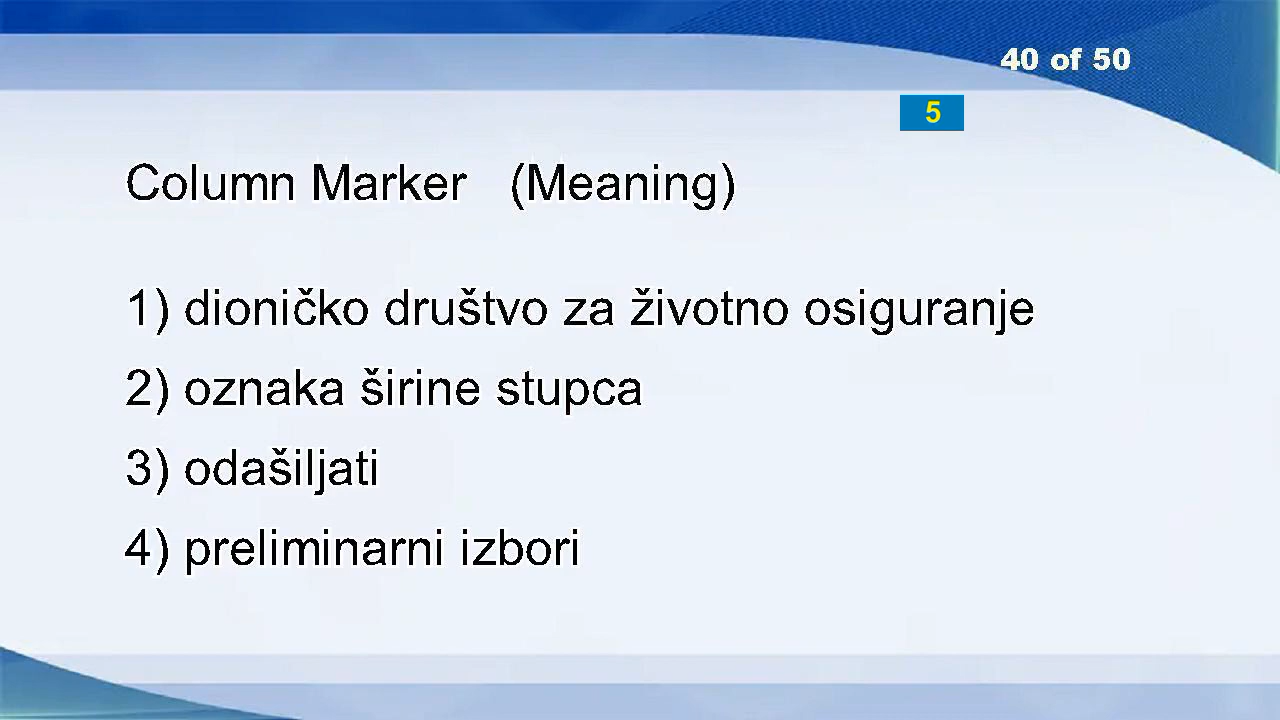 40 of 50
5
Column Marker (Meaning)
1) dioničko društvo za životno osiguranje
2) oznaka širine stupca
3) odašiljati
4) preliminarni izbori